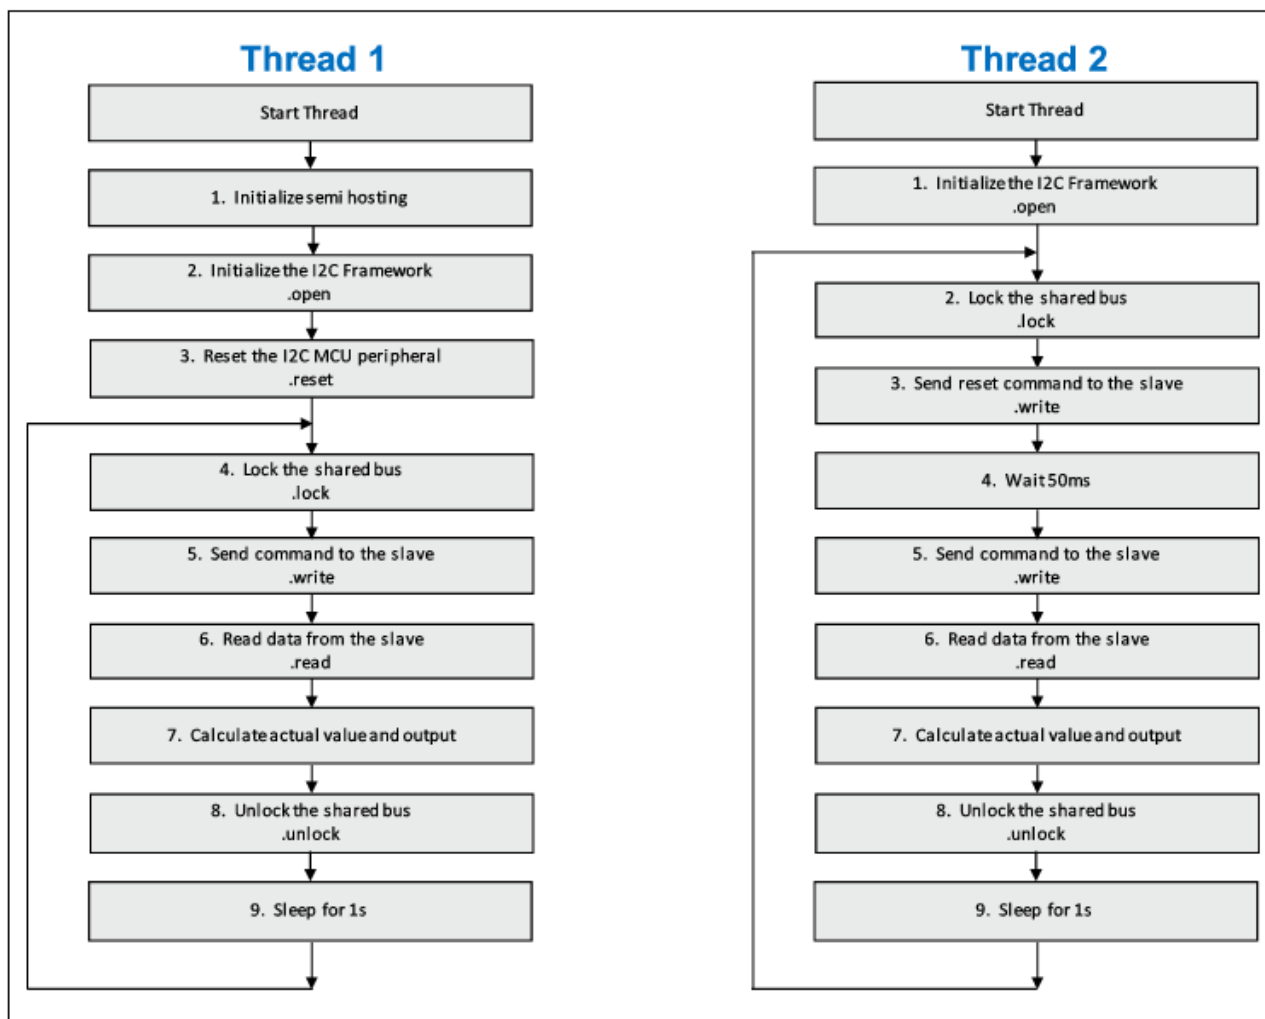 Thread 1
Start Thread
1. Initialize semi hosting
2. Initialize the I2C Framework
.open
3. Reset the I2C MCU peripheral
.reset
4. Lock the shared bus
.lock
5. Send command to the slave
.write
6. Read data from the slave
.read
7. Calculate actual value and output
8. Unlock the shared bus
.unlock
9. Sleep for 1s
Thread 2
Start Thread
1. Initialize the I2C Framework
.open
2. Lock the shared bus
.lock
3. Send reset command to the slave
.write
4. Wait 50ms
5. Send command to the slave
.write
6. Read data from the slave
.read
7. Calculate actual value and output
8. Unlock the shared bus
.unlock
9. Sleep for 1s